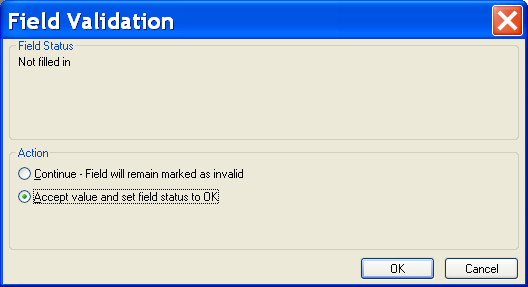 Field Validation
Field Status
Not filled in
Action
Continue - Field will remain marked as invalid
Accept value and set field status to OK
OK
Cancel